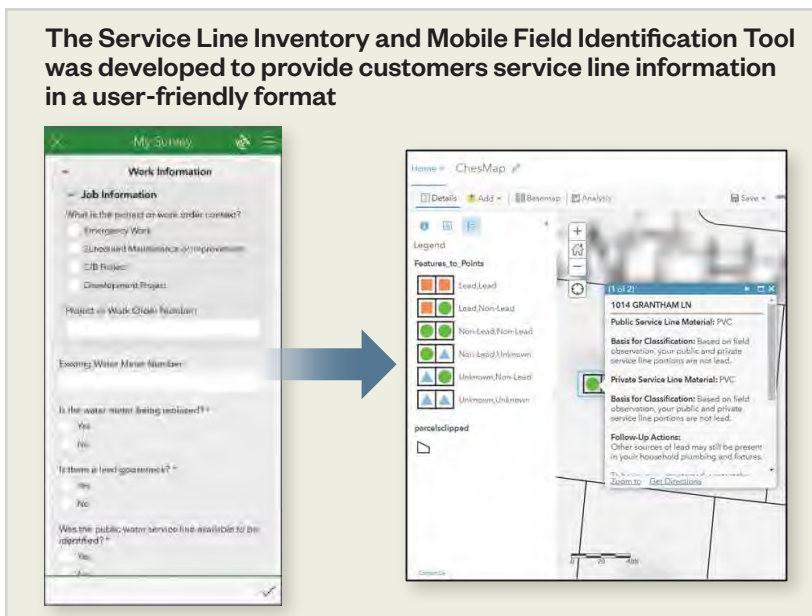 The Service Line Inventory and Mobile Field Identification Tool
was developed to provide customers service line information
in a user-friendly format
My Survey
Work Information
Job Information
What is the project or work order context?
Emergency Work
Scheduled Maintenance or Improvement
CIB Project
Development Project
Project or Work Order Number:
Existing Water Meter Number:
Is the water meter being replaced? *
Yes
No
Is there a lead gooseneck? *
Yes
No
Was the public water service line available to be
identified? *
Yes
Home
ChesMap
Details
Add
Basemap
Analysis
Save
Legend
Features_to_Points
Lead,Lead
Lead,Non-Lead
Non-Lead,Non-Lead
Non-Lead,Unknown
Unknown,Non-Lead
Unknown,Unknown
parcelsclipped
(1 of 2)
1014 GRANTHAM LN
Public Service Line Material: PVC
Basis for Classification: Based on field
observation, your public and private
service line portions are not lead.
Private Service Line Material: PVC
Basis for Classification: Based on field
observation, your public and private
service line portions are not lead.
Follow-Up Actions:
Other sources of lead may still be present
in your household plumbing and fixtures.
Zoom to Get Directions
0 20 40ft
Contact Us